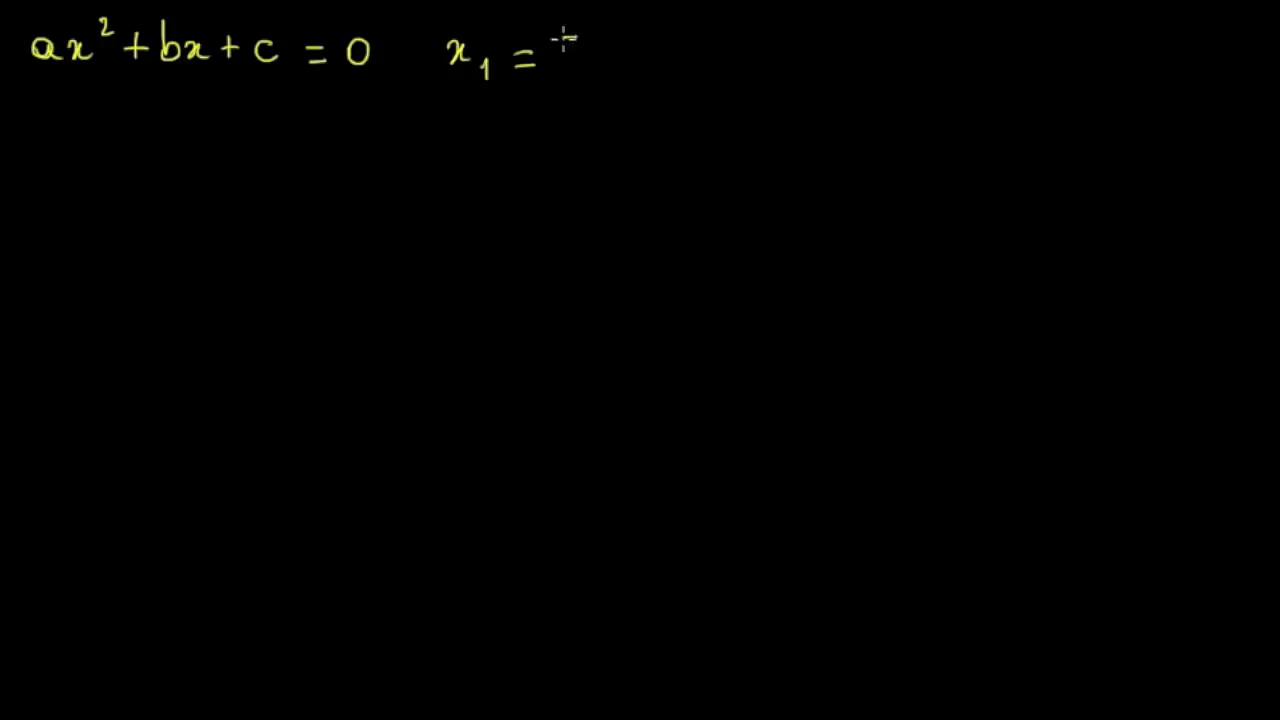 ax² + bx + c = 0 x₁ = -